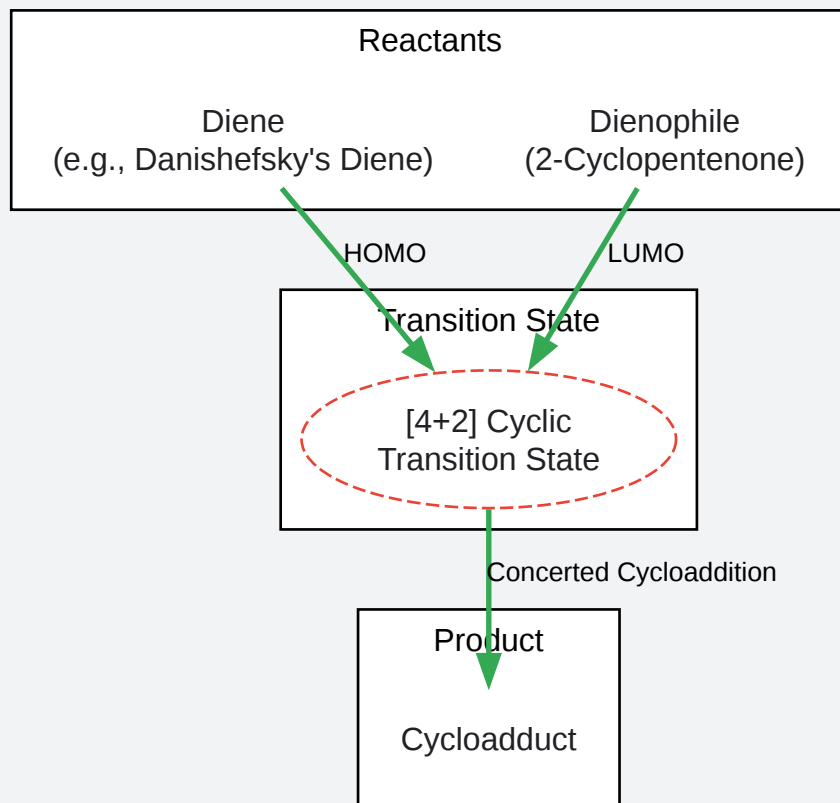 Reactants
Diene
(e.g., Danishefsky's Diene)
Dienophile
(2-Cyclopentenone)
HOMO
LUMO
Transition State
[4+2] Cyclic
Transition State
Concerted Cycloaddition
Product
Cycloadduct